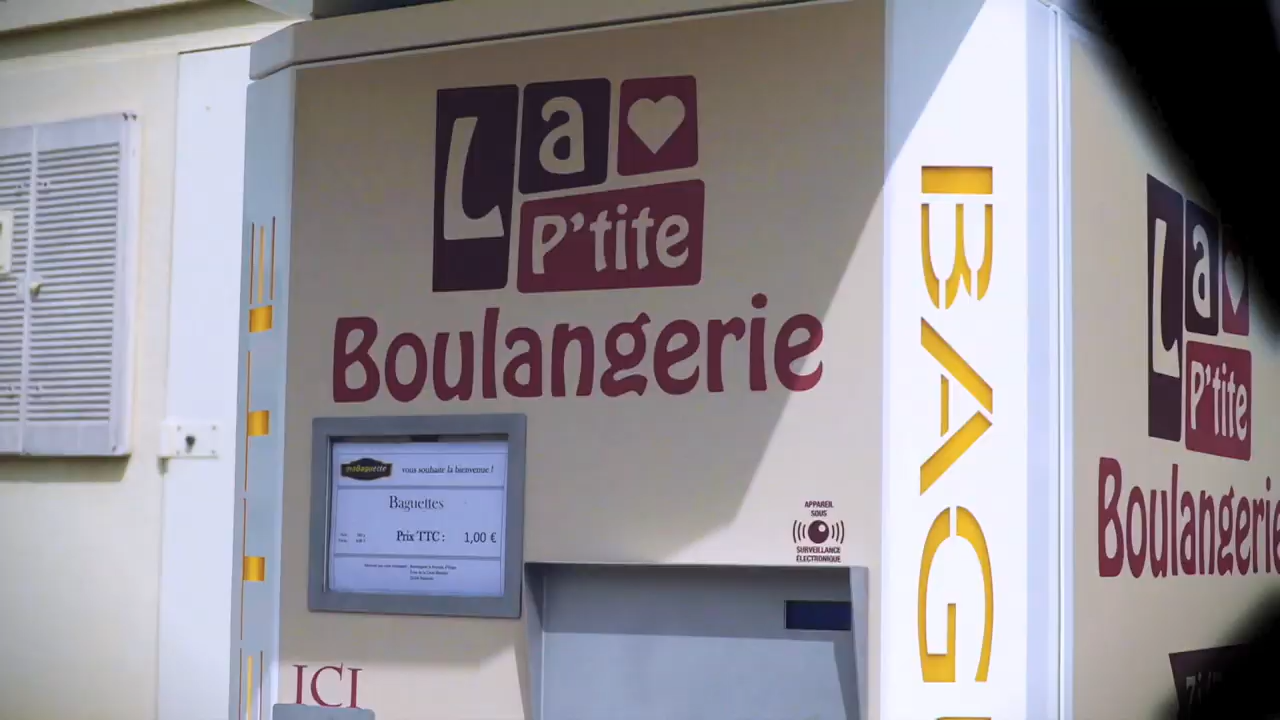 La
P'tite
Boulangerie
maBaguette vous souhaite la bienvenue !
Baguettes
Prix TTC : 1,00 €
APPAREIL
SOUS
SURVEILLANCE
ÉLECTRONIQUE
ICI
BAG
La
P'tite
Boulangerie